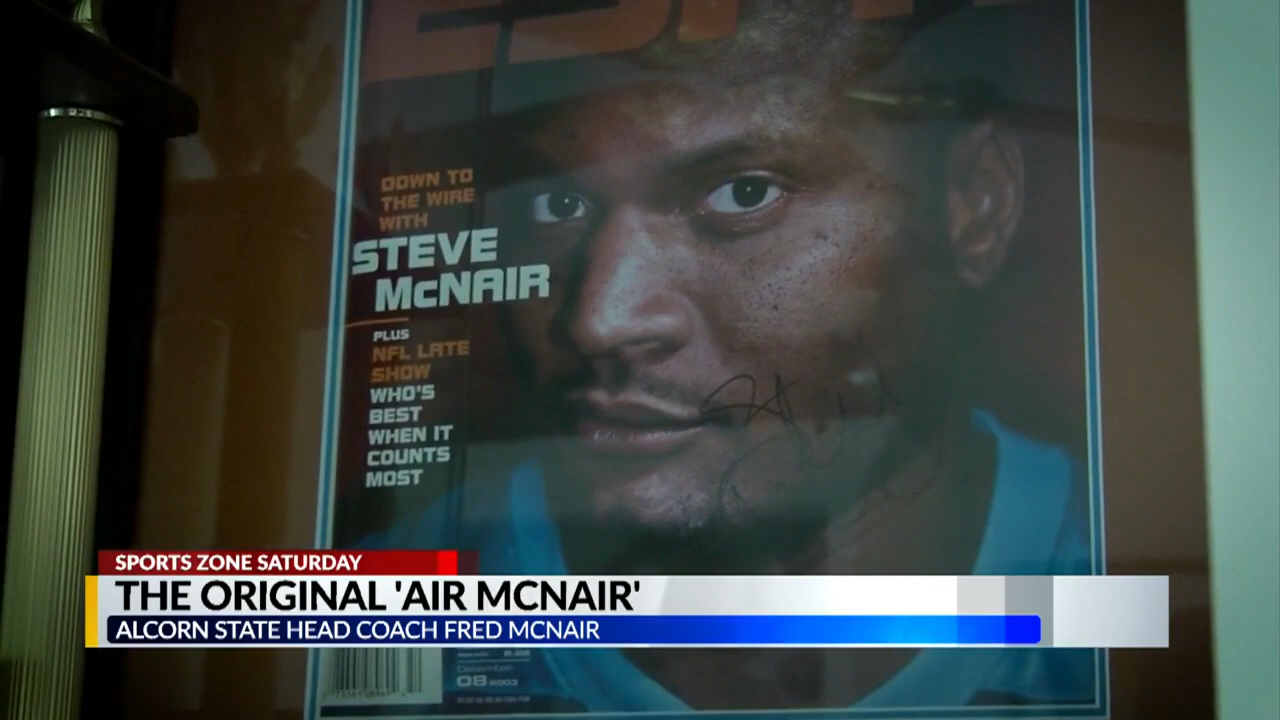 ESPN
DOWN TO
THE WIRE
WITH
STEVE
McNAIR
PLUS
NFL LATE
SHOW
WHO'S
BEST
WHEN IT
COUNTS
MOST
SPORTS ZONE SATURDAY
THE ORIGINAL 'AIR MCNAIR'
ALCORN STATE HEAD COACH FRED MCNAIR
December
08 2003